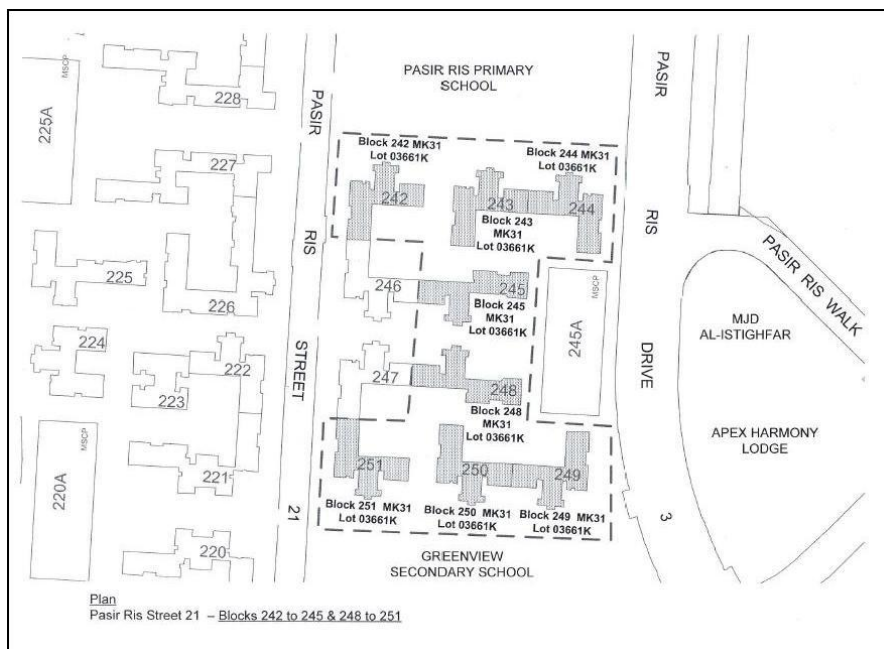 MSCP
228
225A
227
225
226
224
222
223
MSCP
221
220A
220
PASIR
RIS
STREET
21
PASIR RIS PRIMARY
SCHOOL
Block 242 MK31
Lot 03661K
242
Block 244 MK31
Lot 03661K
243
244
Block 243
MK31
Lot 03661K
246
245
Block 245
MK31
Lot 03661K
MSCP
245A
247
248
Block 248
MK31
Lot 03661K
251
250
249
Block 251 MK31
Lot 03661K
Block 250 MK31
Lot 03661K
Block 249 MK31
Lot 03661K
GREENVIEW
SECONDARY SCHOOL
PASIR
RIS
DRIVE
3
PASIR RIS WALK
MJD
AL-ISTIGHFAR
APEX HARMONY
LODGE
Plan
Pasir Ris Street 21 – Blocks 242 to 245 & 248 to 251